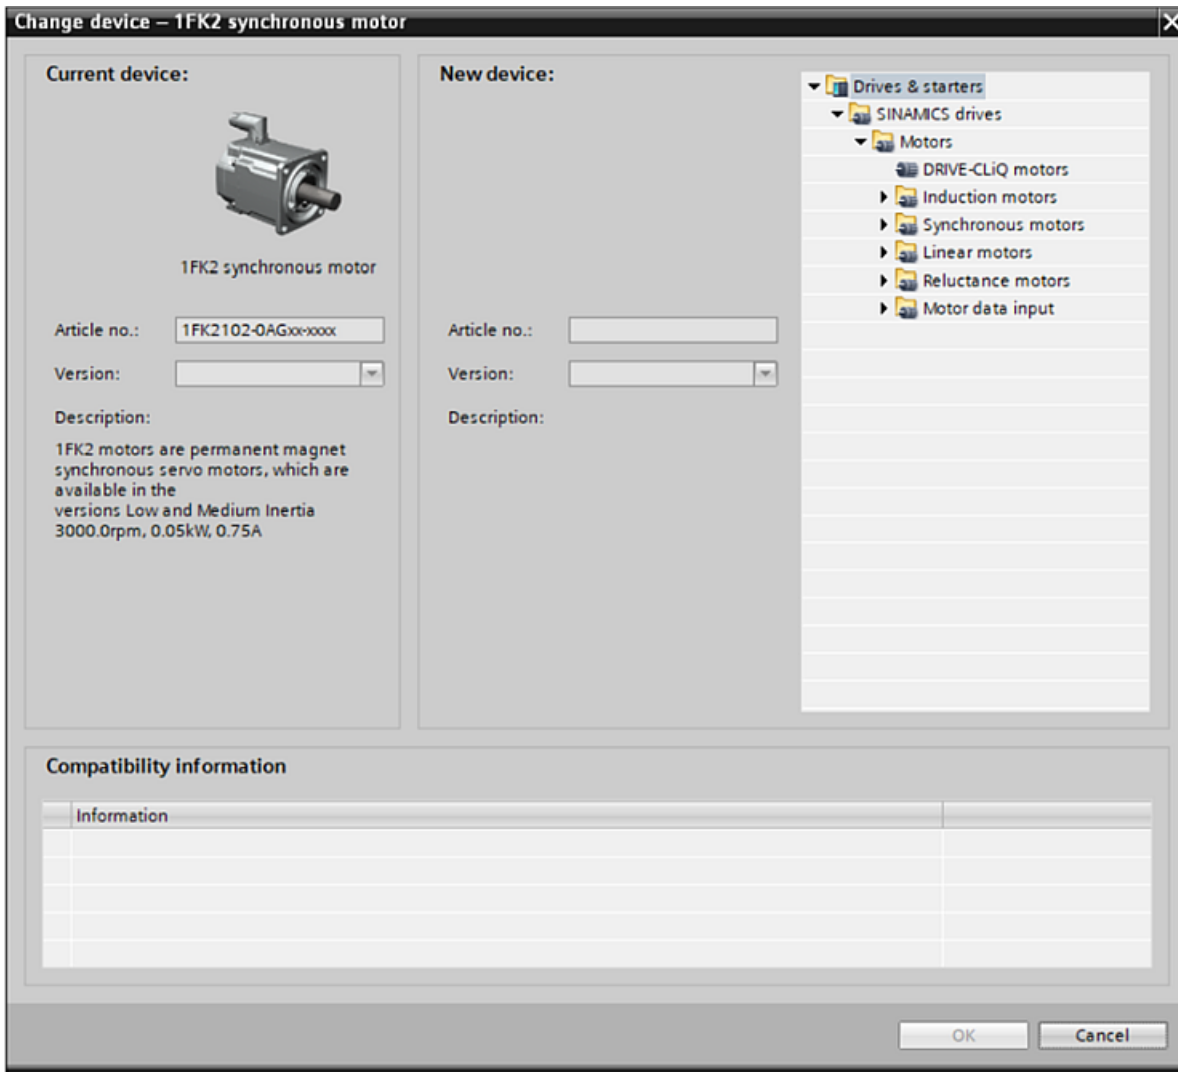 Change device – 1FK2 synchronous motor
Current device:
1FK2 synchronous motor
Article no.: 1FK2102-0AGxx-xxxx
Version:
Description:
1FK2 motors are permanent magnet
synchronous servo motors, which are
available in the
versions Low and Medium Inertia
3000.0rpm, 0.05kW, 0.75A
New device:
Article no.:
Version:
Description:
Drives & starters
SINAMICS drives
Motors
DRIVE-CLiQ motors
Induction motors
Synchronous motors
Linear motors
Reluctance motors
Motor data input
Compatibility information
Information
OK
Cancel